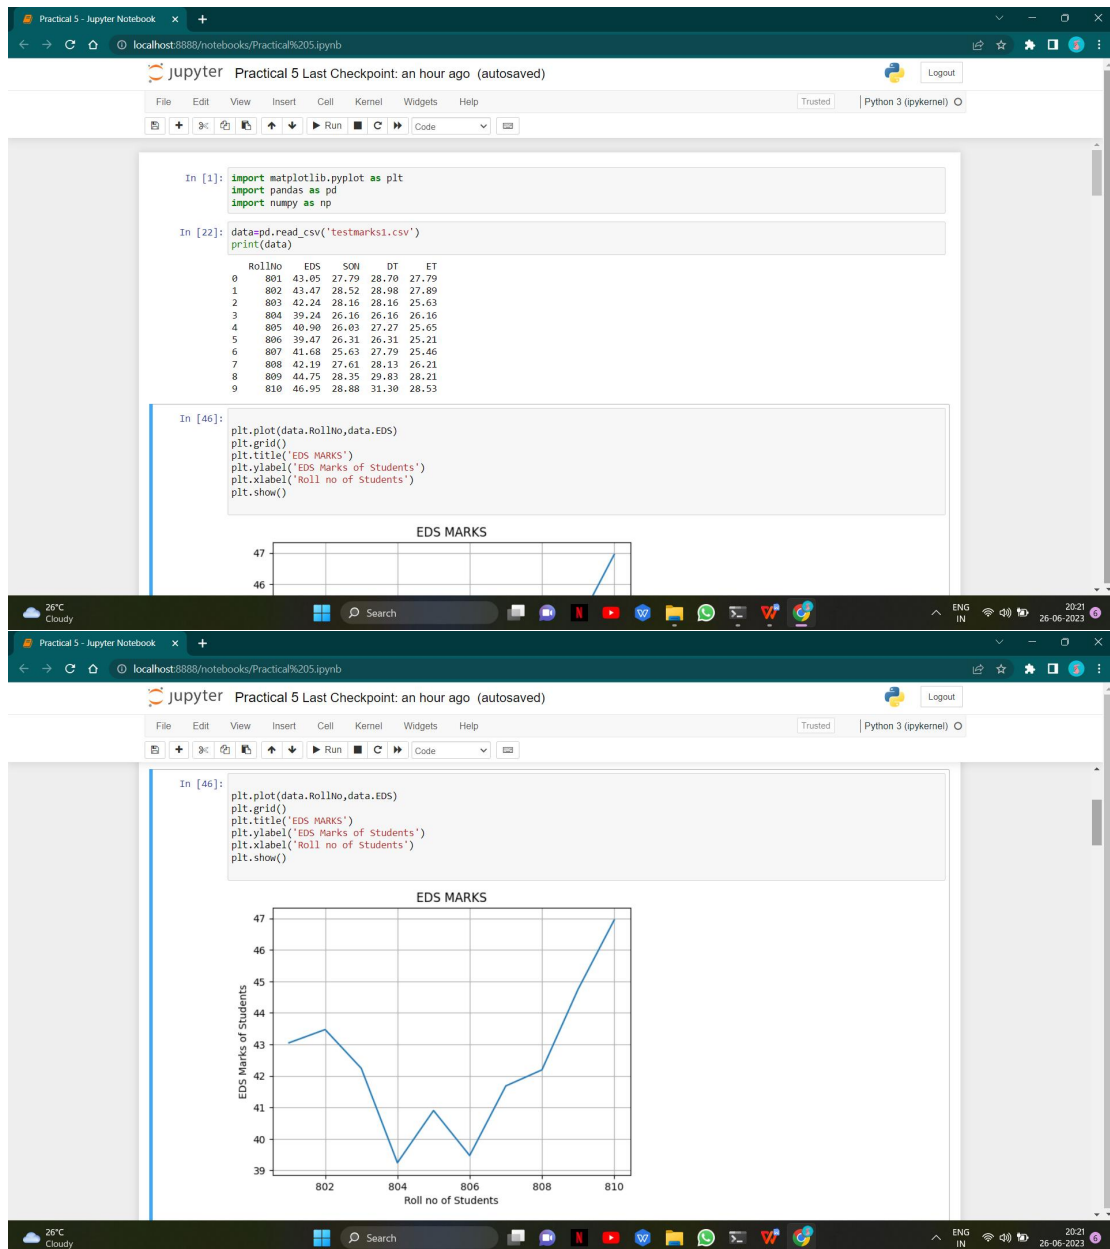 Practical 5 - Jupyter Notebook
localhost:8888/notebooks/Practical%205.ipynb
jupyter Practical 5 Last Checkpoint: an hour ago (autosaved)
Logout
File Edit View Insert Cell Kernel Widgets Help
Trusted
Python 3 (ipykernel)
Run
Code
In [1]: import matplotlib.pyplot as plt
import pandas as pd
import numpy as np
In [22]: data=pd.read_csv('testmarks1.csv')
print(data)
RollNo EDS SON DT ET
0 801 43.05 27.79 28.70 27.79
1 802 43.47 28.52 28.98 27.89
2 803 42.24 28.16 28.16 25.63
3 804 39.24 26.16 26.16 26.16
4 805 40.90 26.03 27.27 25.65
5 806 39.47 26.31 26.31 25.21
6 807 41.68 25.63 27.79 25.46
7 808 42.19 27.61 28.13 26.21
8 809 44.75 28.35 29.83 28.21
9 810 46.95 28.88 31.30 28.53
In [46]:
plt.plot(data.RollNo,data.EDS)
plt.grid()
plt.title('EDS MARKS')
plt.ylabel('EDS Marks of Students')
plt.xlabel('Roll no of Students')
plt.show()
EDS MARKS
47
46
26°C
Cloudy
Search
ENG
IN
20:21
26-06-2023
6
Practical 5 - Jupyter Notebook
localhost:8888/notebooks/Practical%205.ipynb
jupyter Practical 5 Last Checkpoint: an hour ago (autosaved)
Logout
File Edit View Insert Cell Kernel Widgets Help
Trusted
Python 3 (ipykernel)
Run
Code
In [46]:
plt.plot(data.RollNo,data.EDS)
plt.grid()
plt.title('EDS MARKS')
plt.ylabel('EDS Marks of Students')
plt.xlabel('Roll no of Students')
plt.show()
EDS MARKS
47
46
45
44
43
42
41
40
39
EDS Marks of Students
802 804 806 808 810
Roll no of Students
26°C
Cloudy
Search
ENG
IN
20:21
26-06-2023
6